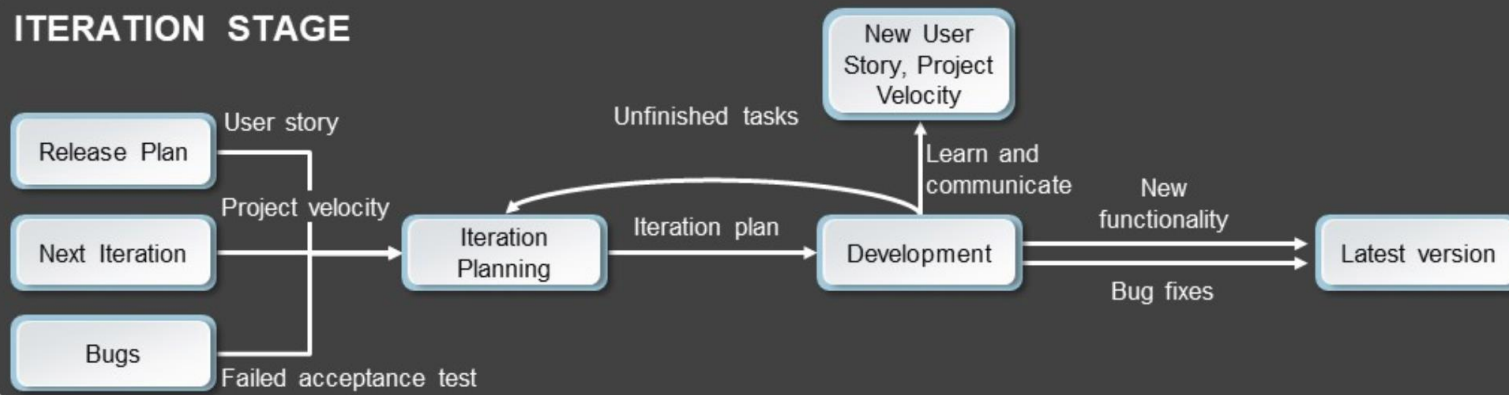 ITERATION STAGE
New User
Story, Project
Velocity
Unfinished tasks
User story
Release Plan
Learn and
communicate
New
functionality
Project velocity
Next Iteration
Iteration
Planning
Iteration plan
Development
Latest version
Bug fixes
Bugs
Failed acceptance test